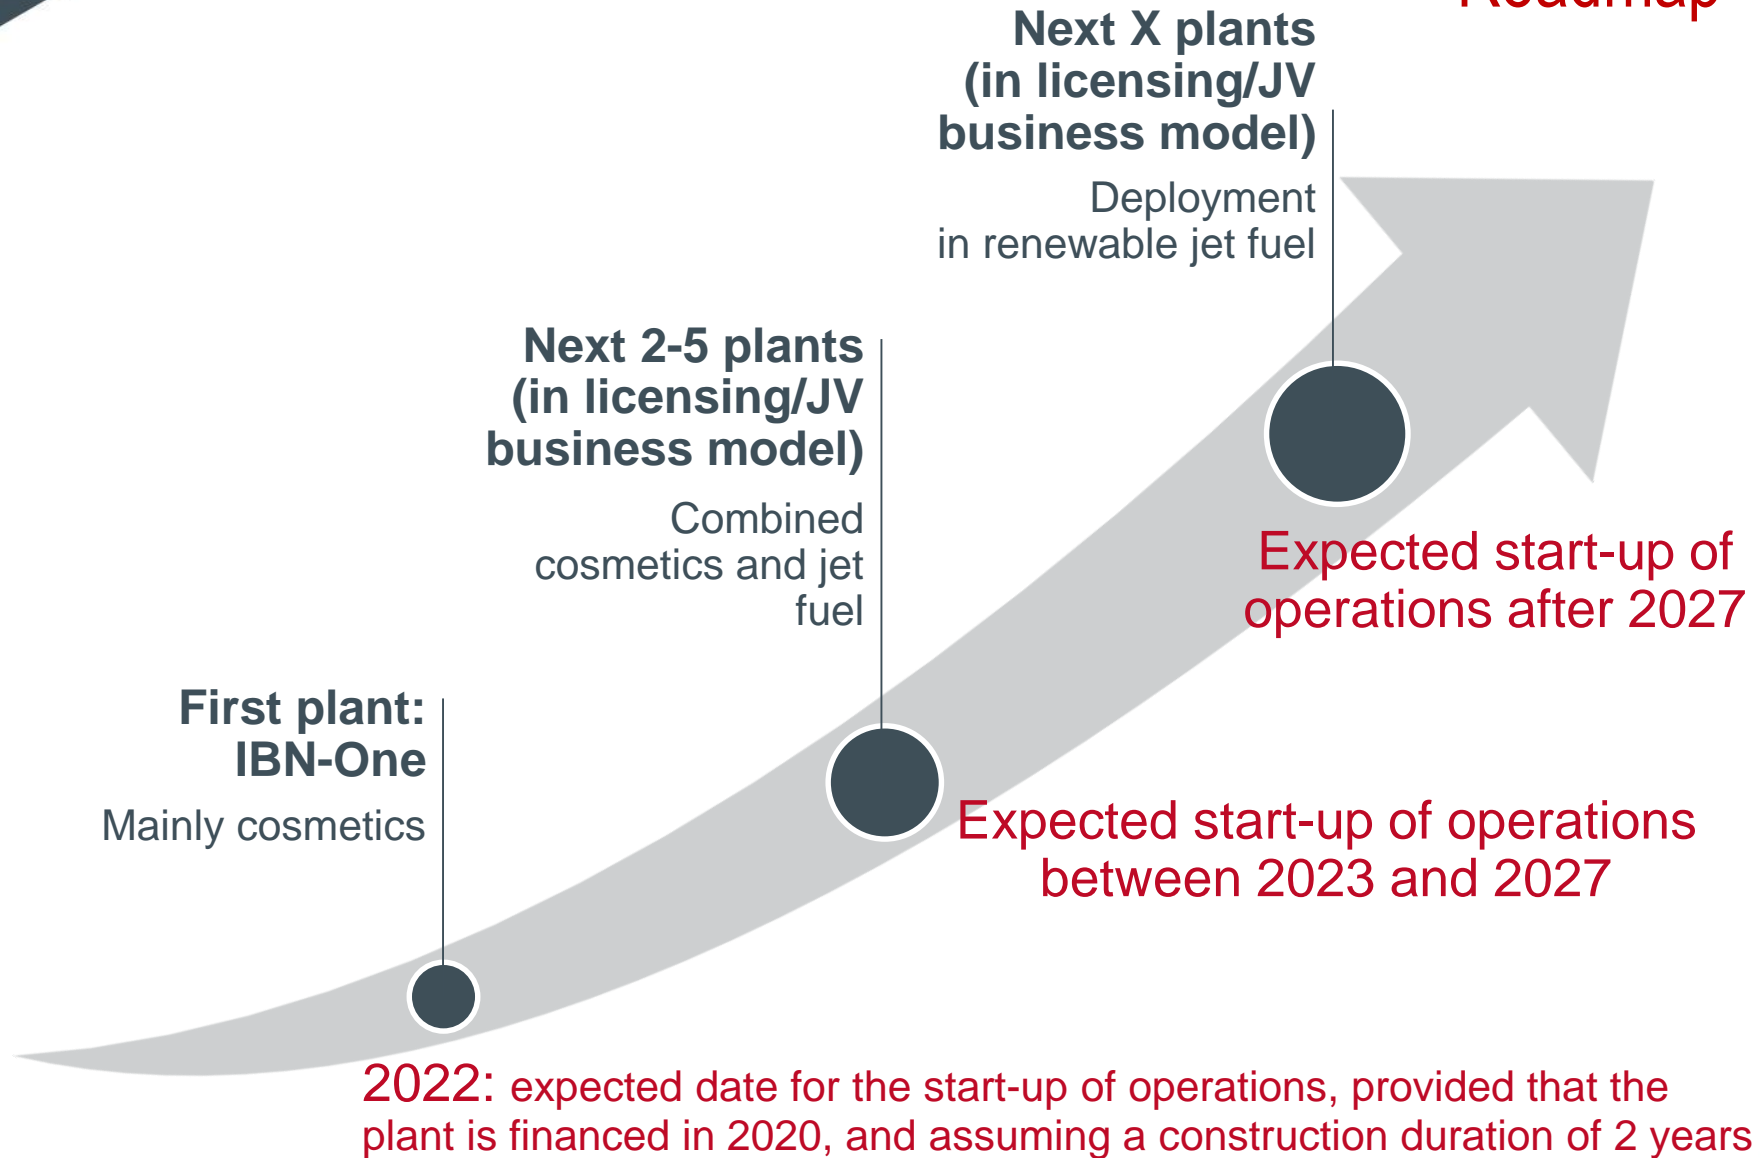 Roadmap
Next X plants
(in licensing/JV
business model)
Deployment
in renewable jet fuel
Next 2-5 plants
(in licensing/JV
business model)
Combined
cosmetics and jet
fuel
Expected start-up of
operations after 2027
First plant:
IBN-One
Mainly cosmetics
Expected start-up of operations
between 2023 and 2027
2022: expected date for the start-up of operations, provided that the
plant is financed in 2020, and assuming a construction duration of 2 years